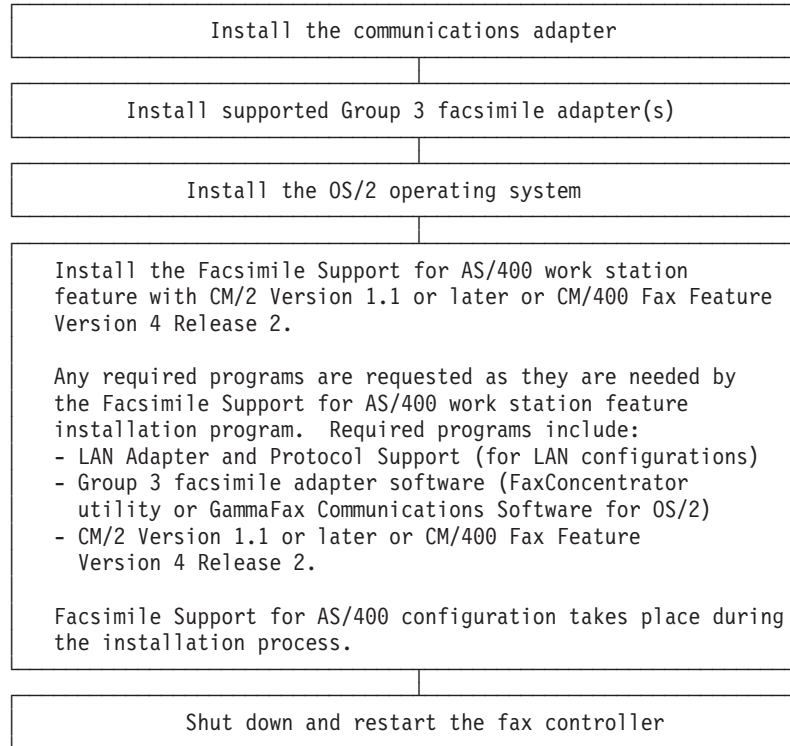 Install the communications adapter
Install supported Group 3 facsimile adapter(s)
Install the OS/2 operating system
Install the Facsimile Support for AS/400 work station
feature with CM/2 Version 1.1 or later or CM/400 Fax Feature
Version 4 Release 2.
Any required programs are requested as they are needed by
the Facsimile Support for AS/400 work station feature
installation program. Required programs include:
- LAN Adapter and Protocol Support (for LAN configurations)
- Group 3 facsimile adapter software (FaxConcentrator
utility or GammaFax Communications Software for OS/2)
- CM/2 Version 1.1 or later or CM/400 Fax Feature
Version 4 Release 2.
Facsimile Support for AS/400 configuration takes place during
the installation process.
Shut down and restart the fax controller